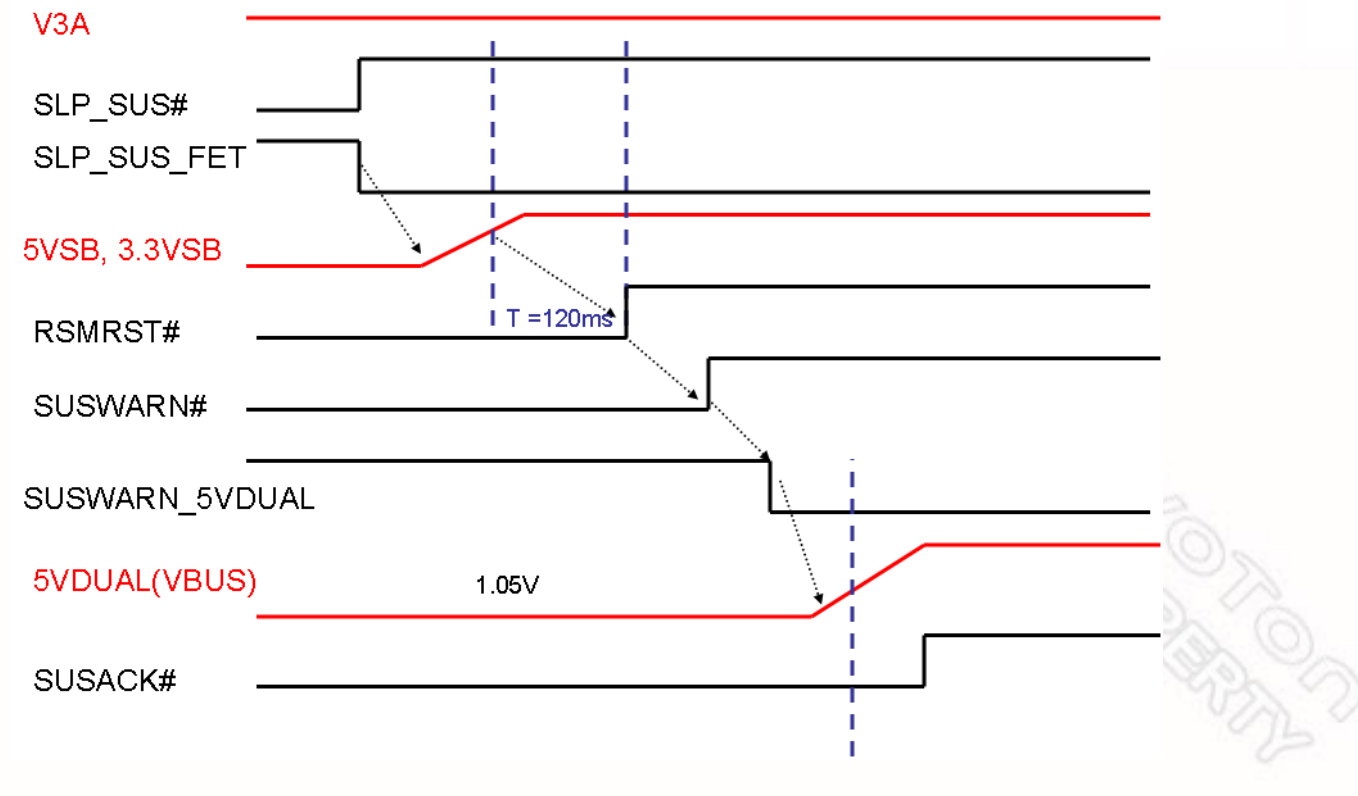 V3A
SLP_SUS#
SLP_SUS_FET
5VSB, 3.3VSB
T =120ms
RSMRST#
SUSWARN#
SUSWARN_5VDUAL
5VDUAL(VBUS)
1.05V
SUSACK#